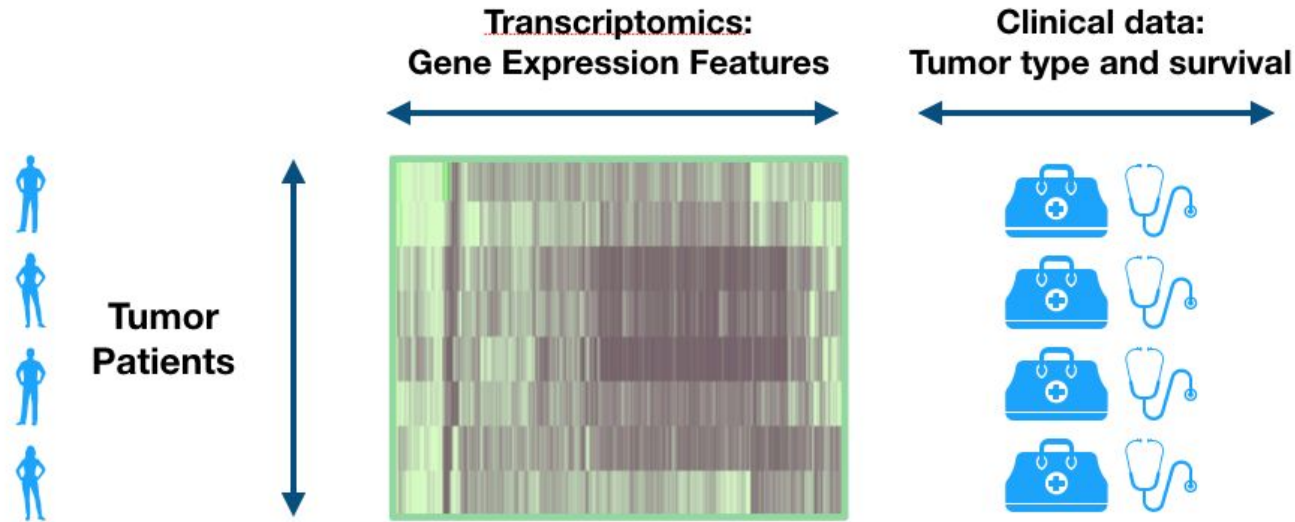 Transcriptomics:
Gene Expression Features
Clinical data:
Tumor type and survival
Tumor
Patients